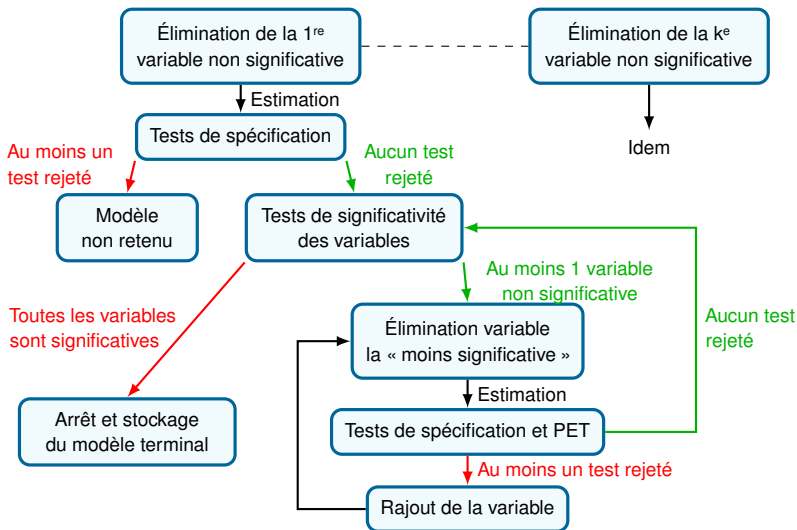 Élimination de la 1re
variable non significative
Élimination de la ke
variable non significative
Estimation
Tests de spécification
Idem
Au moins un
test rejeté
Aucun test
rejeté
Modèle
non retenu
Tests de significativité
des variables
Au moins 1 variable
non significative
Toutes les variables
sont significatives
Élimination variable
la « moins significative »
Aucun test
rejeté
Estimation
Arrêt et stockage
du modèle terminal
Tests de spécification et PET
Au moins un test rejeté
Rajout de la variable